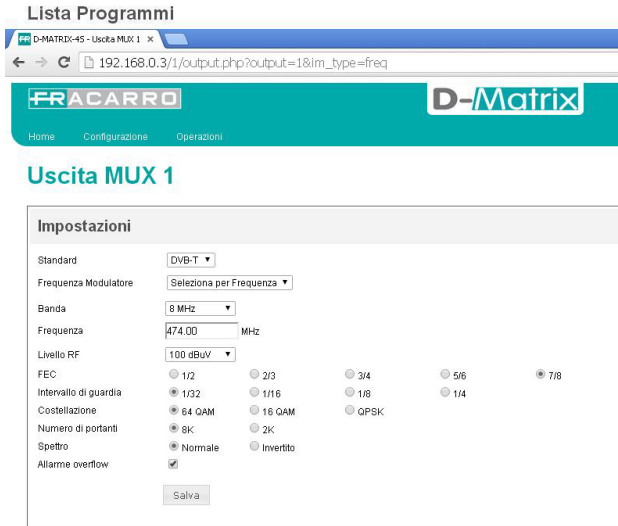 Lista Programmi
FR D-MATRIX-4S - Uscita MUX 1 ×
192.168.0.3/1/output.php?output=1&im_type=freq
FRACARRO D-Matrix
Home Configurazione Operazioni
Uscita MUX 1
Impostazioni
Standard DVB-T
Frequenza Modulatore Seleziona per Frequenza
Banda 8 MHz
Frequenza 474.00 MHz
Livello RF 100 dBuV
FEC 1/2 2/3 3/4 5/6 7/8
Intervallo di guardia 1/32 1/16 1/8 1/4
Costellazione 64 QAM 16 QAM QPSK
Numero di portanti 8K 2K
Spettro Normale Invertito
Allarme overflow
Salva